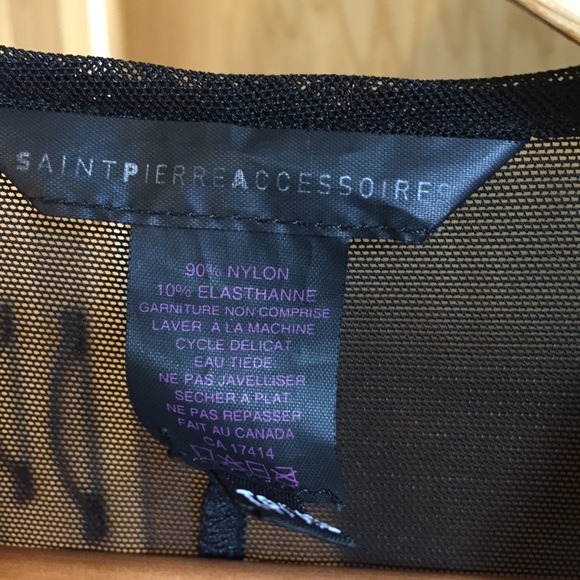 SAINTPIERREACCESSOIRES
90% NYLON
10% ELASTHANNE
GARNITURE NON COMPRISE
LAVER À LA MACHINE
CYCLE DELICAT
EAU TIÈDE
NE PAS JAVELLISER
SÉCHER À PLAT
NE PAS REPASSER
FAIT AU CANADA
CA 17414